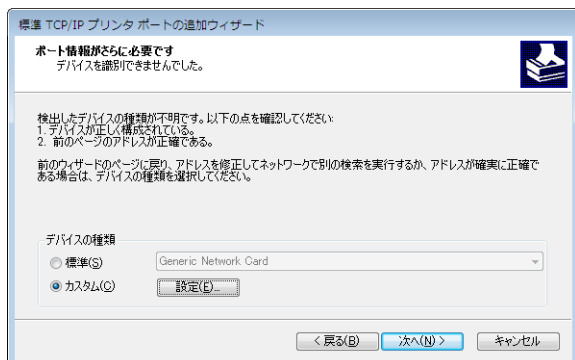 標準 TCP/IP プリンタ ポートの追加ウィザード
ポート情報がさらに必要です
デバイスを識別できませんでした。
検出したデバイスの種類が不明です。以下の点を確認してください:
1. デバイスが正しく構成されている。
2. 前のページのアドレスが正確である。
前のウィザードのページに戻り、アドレスを修正してネットワークで別の検索を実行するか、アドレスが確実に正確で
ある場合は、デバイスの種類を選択してください。
デバイスの種類
標準(S)
Generic Network Card
カスタム(C)
設定(E)...
< 戻る(B)
次へ(N) >
キャンセル